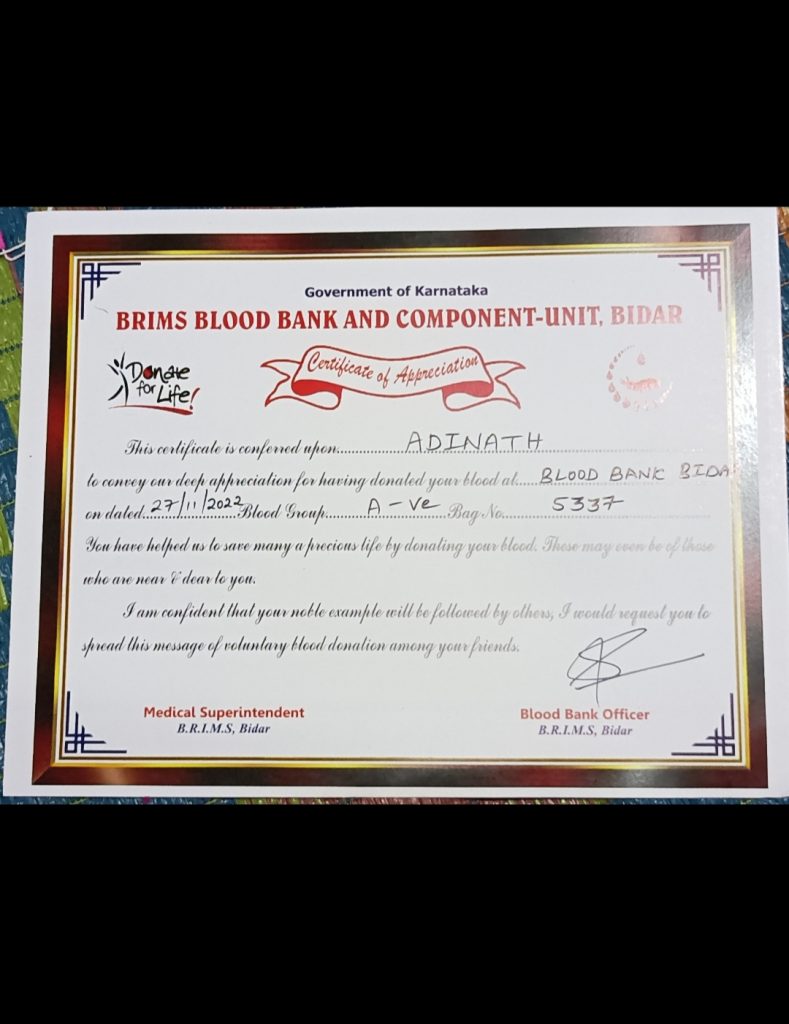 Government of Karnataka
BRIMS BLOOD BANK AND COMPONENT-UNIT, BIDAR
Donate
for Life!
Certificate of Appreciation
This certificate is conferred upon................ADINATH
to convey our deep appreciation for having donated your blood at....BLOOD BANK BIDA
on dated..27/11/2022 Blood Group..........A-ve..Bag No..........5337
You have helped us to save many a precious life by donating your blood. These may even be of those
who are near & dear to you.
I am confident that your noble example will be followed by others, I would request you to
spread this message of voluntary blood donation among your friends.
Medical Superintendent
B.R.I.M.S, Bidar
Blood Bank Officer
B.R.I.M.S, Bidar